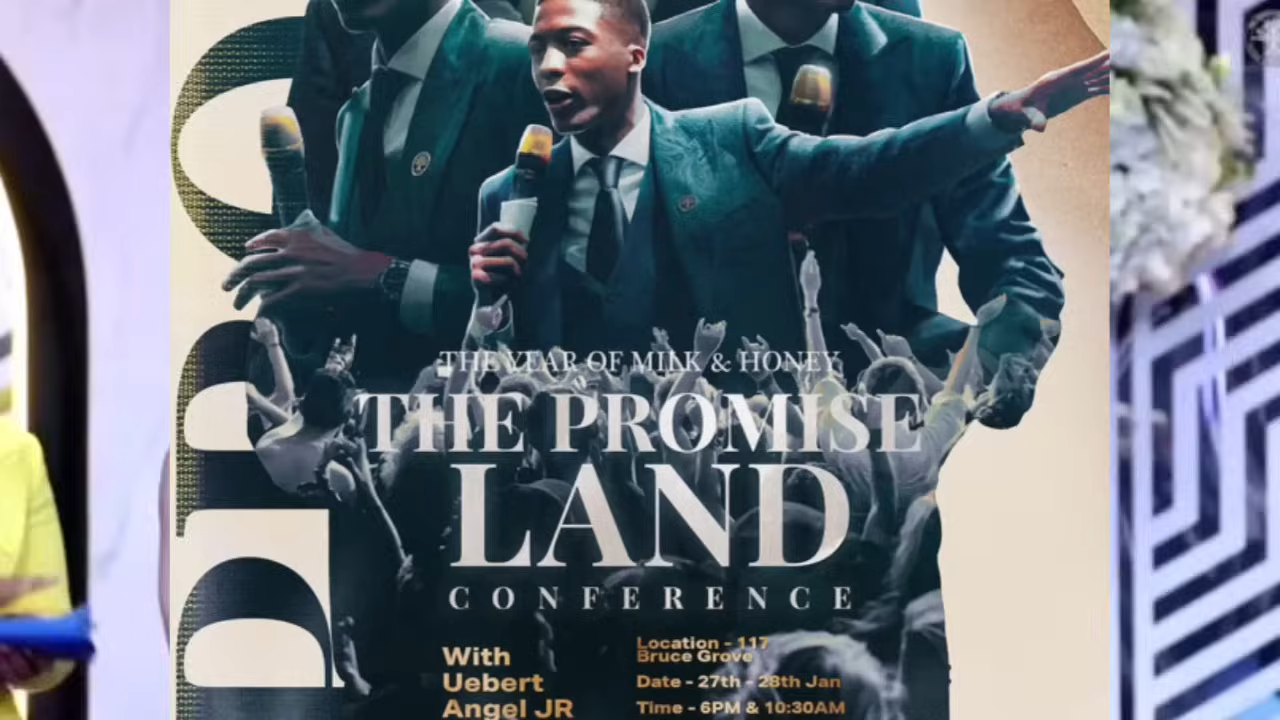 THE YEAR OF MILK & HONEY
THE PROMISE
LAND
CONFERENCE
With
Uebert
Angel JR
Location - 117
Bruce Grove
Date - 27th - 28th Jan
Time - 6PM & 10:30AM